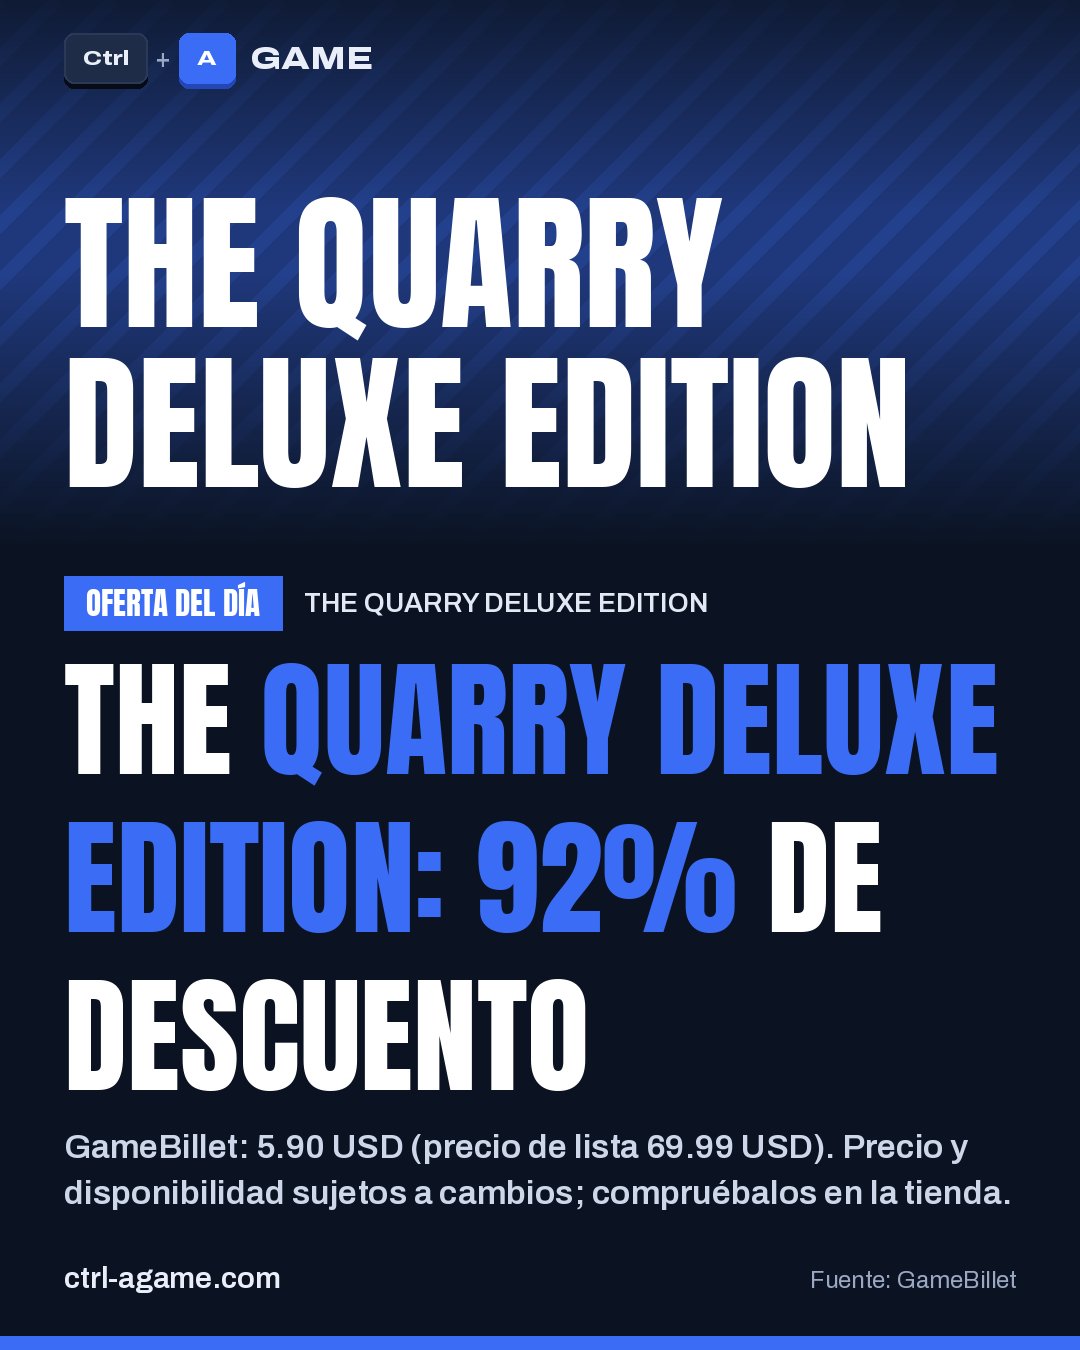 Ctrl + A GAME
THE QUARRY
DELUXE EDITION
OFERTA DEL DÍA THE QUARRY DELUXE EDITION
THE QUARRY DELUXE
EDITION: 92% DE
DESCUENTO
GameBillet: 5.90 USD (precio de lista 69.99 USD). Precio y
disponibilidad sujetos a cambios; compruébalos en la tienda.
ctrl-agame.com Fuente: GameBillet